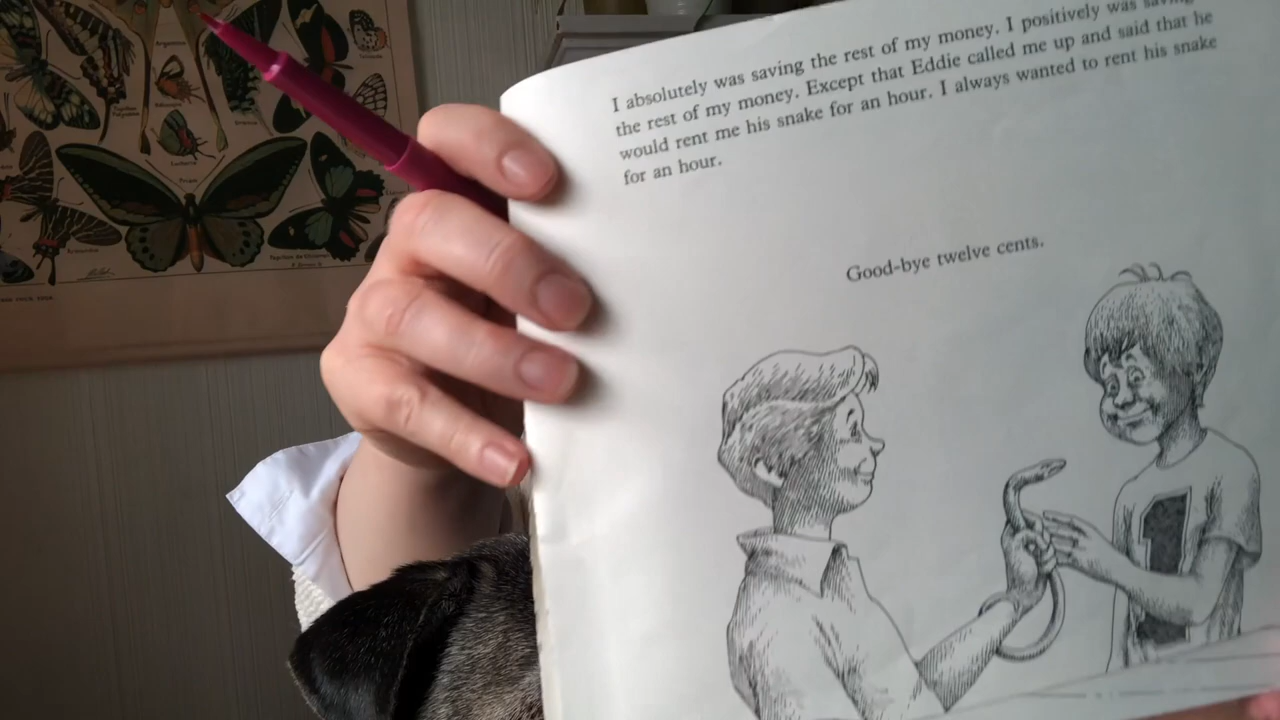 I absolutely was saving the rest of my money. I positively was saving
the rest of my money. Except that Eddie called me up and said that he
would rent me his snake for an hour. I always wanted to rent his snake
for an hour.
Good-bye twelve cents.
1